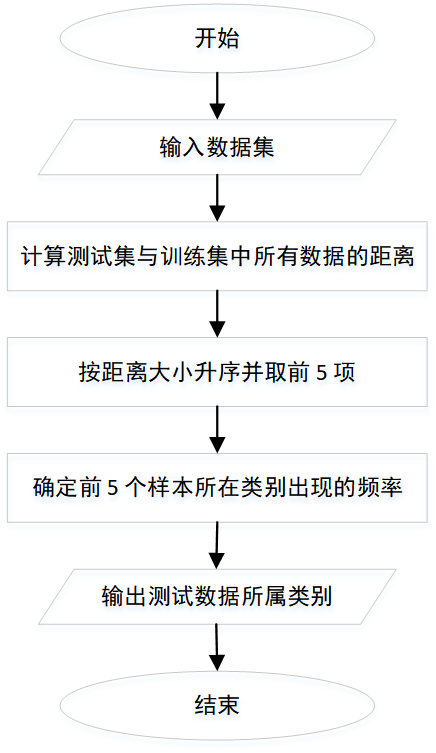 开始
输入数据集
计算测试集与训练集中所有数据的距离
按距离大小升序并取前 5 项
确定前 5 个样本所在类别出现的频率
输出测试数据所属类别
结束